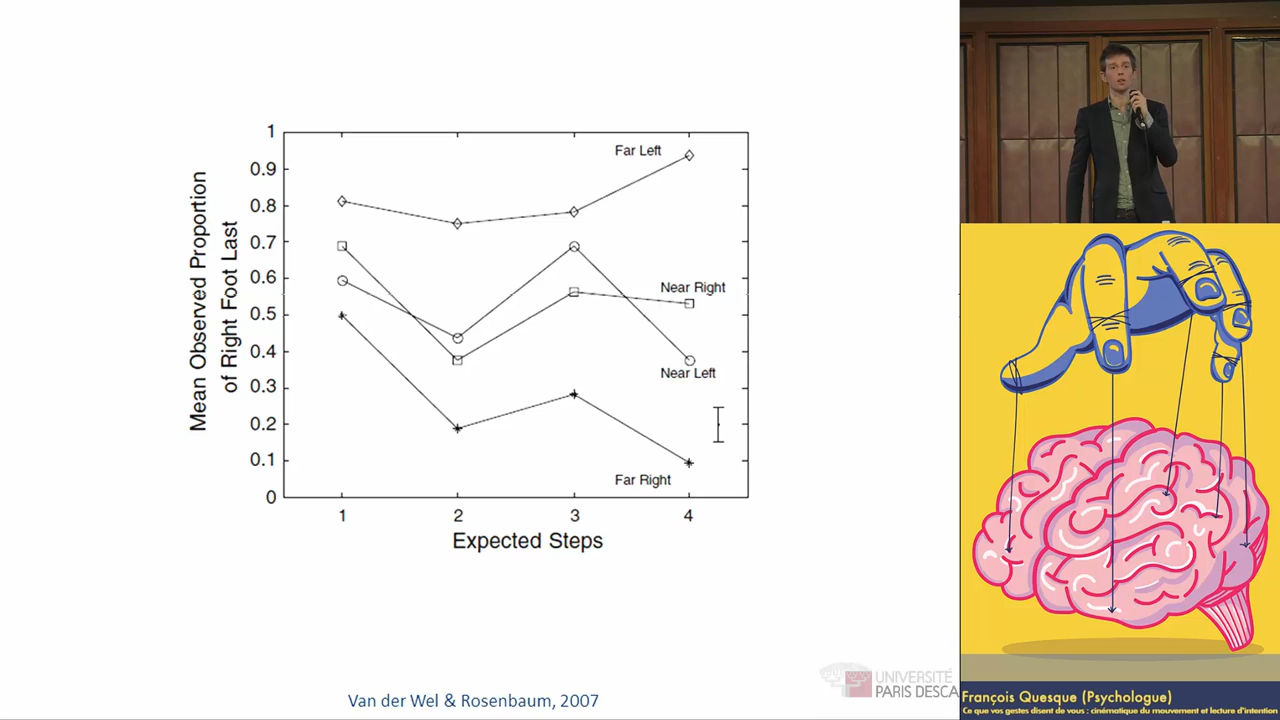 Mean Observed Proportion
of Right Foot Last
1
0.9
0.8
0.7
0.6
0.5
0.4
0.3
0.2
0.1
0
Far Left
Near Right
Near Left
Far Right
1 2 3 4
Expected Steps
Van der Wel & Rosenbaum, 2007
UNIVERSITÉ
PARIS DESCA
François Quesque (Psychologue)
Ce que vos gestes disent de vous : cinématique du mouvement et lecture d'intention